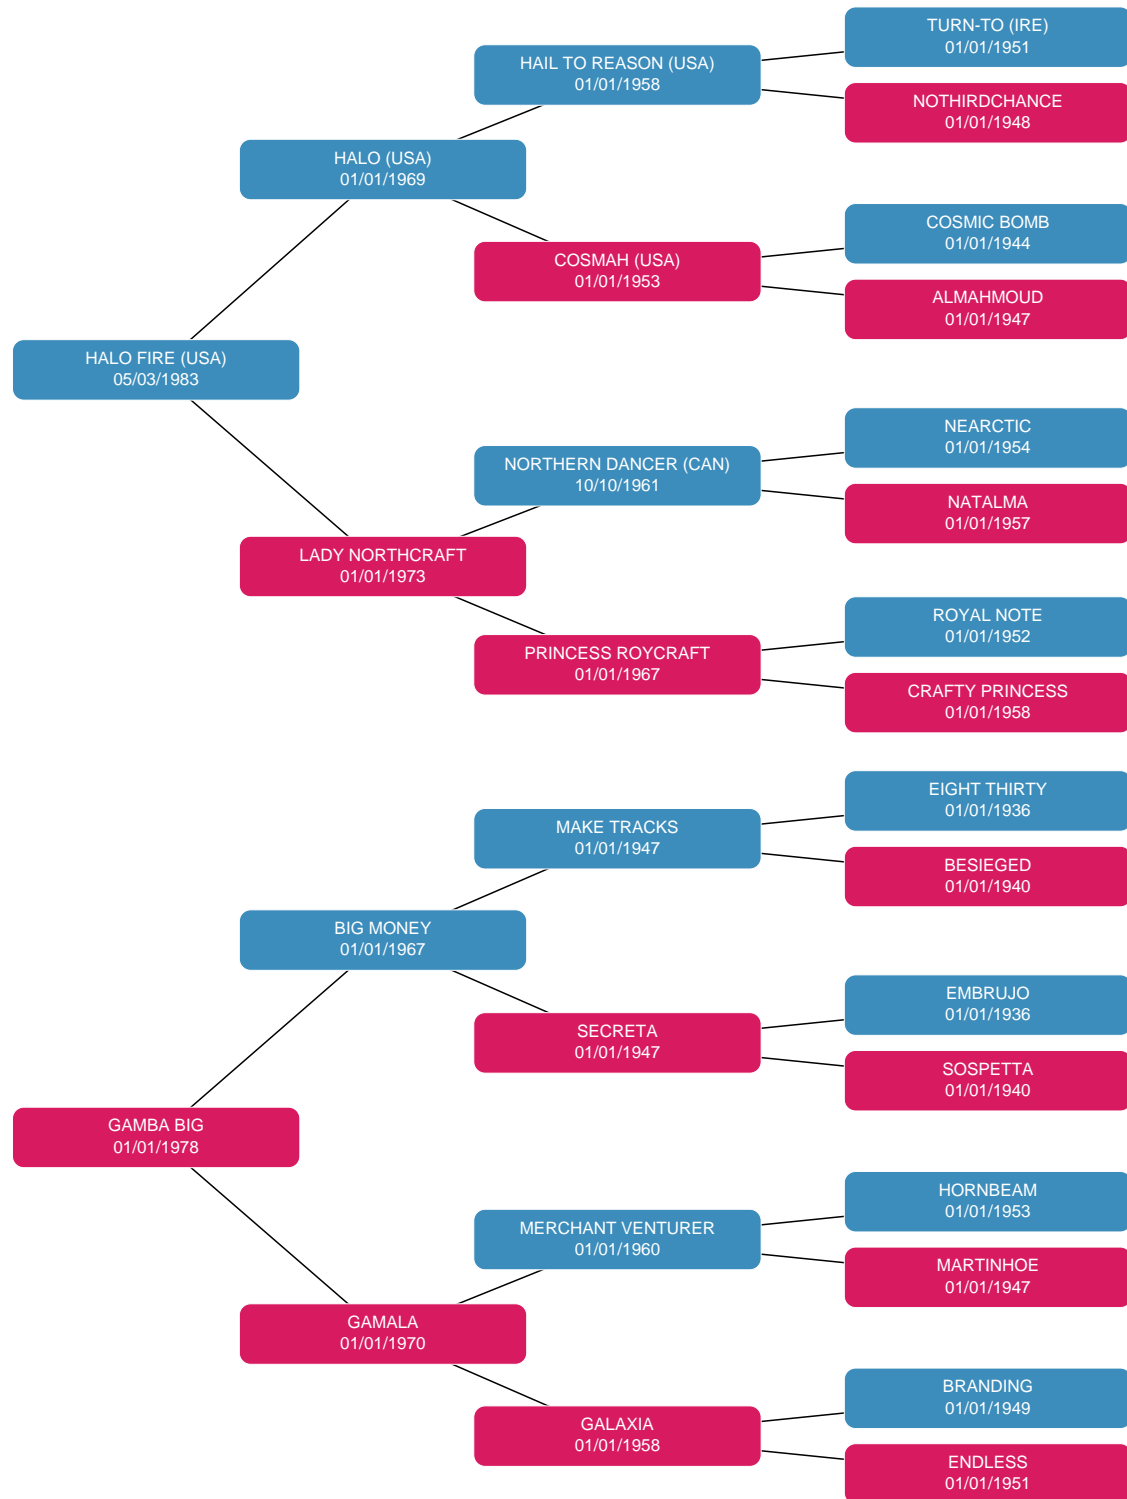 TURN-TO (IRE)
01/01/1951
HAIL TO REASON (USA)
01/01/1958
NOTHIRDCHANCE
01/01/1948
HALO (USA)
01/01/1969
COSMIC BOMB
01/01/1944
COSMAH (USA)
01/01/1953
ALMAHMOUD
01/01/1947
HALO FIRE (USA)
05/03/1983
NEARCTIC
01/01/1954
NORTHERN DANCER (CAN)
10/10/1961
NATALMA
01/01/1957
LADY NORTHCRAFT
01/01/1973
ROYAL NOTE
01/01/1952
PRINCESS ROYCRAFT
01/01/1967
CRAFTY PRINCESS
01/01/1958
EIGHT THIRTY
01/01/1936
MAKE TRACKS
01/01/1947
BESIEGED
01/01/1940
BIG MONEY
01/01/1967
EMBRUJO
01/01/1936
SECRETA
01/01/1947
SOSPETTA
01/01/1940
GAMBA BIG
01/01/1978
HORNBEAM
01/01/1953
MERCHANT VENTURER
01/01/1960
MARTINHOE
01/01/1947
GAMALA
01/01/1970
BRANDING
01/01/1949
GALAXIA
01/01/1958
ENDLESS
01/01/1951